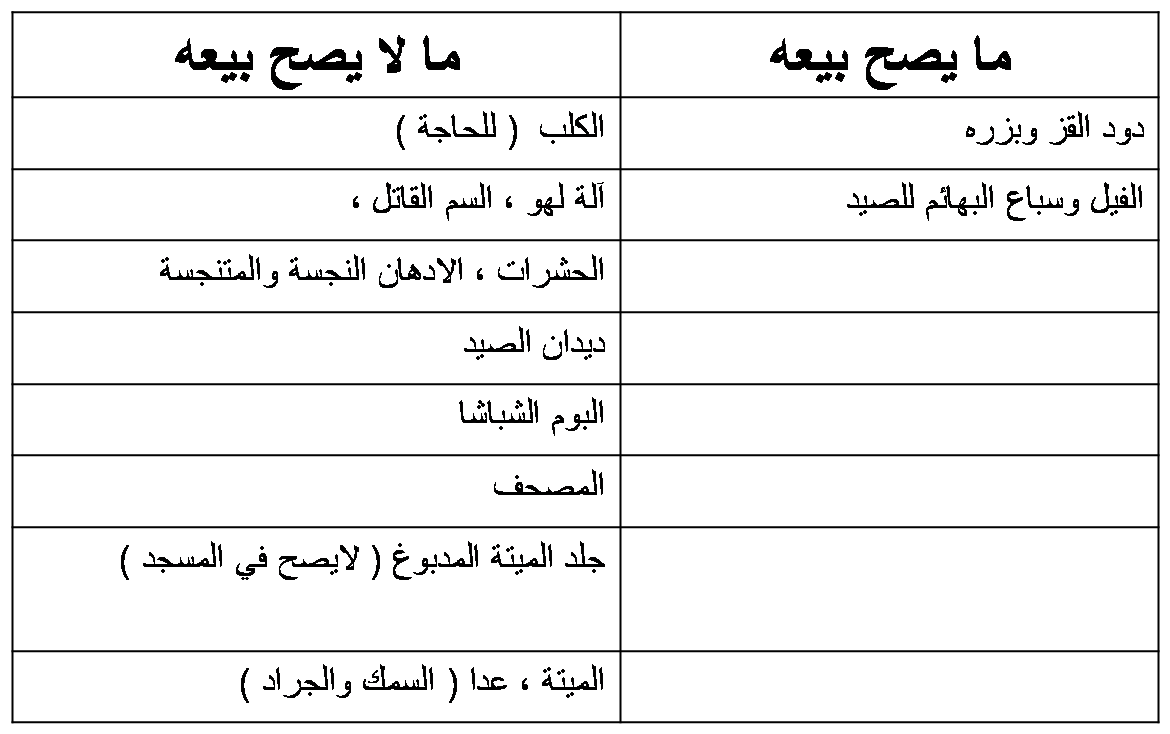 ما يصح بيعه
ما لا يصح بيعه
دود القز وبزره
الكلب ( للحاجة )
الفيل وسباع البهائم للصيد
آلة لهو ، السم القاتل ،
الحشرات ، الادهان النجسة والمتنجسة
ديدان الصيد
البوم الشباشا
المصحف
جلد الميتة المدبوغ ( لايصح في المسجد )
الميتة ، عدا ( السمك والجراد )